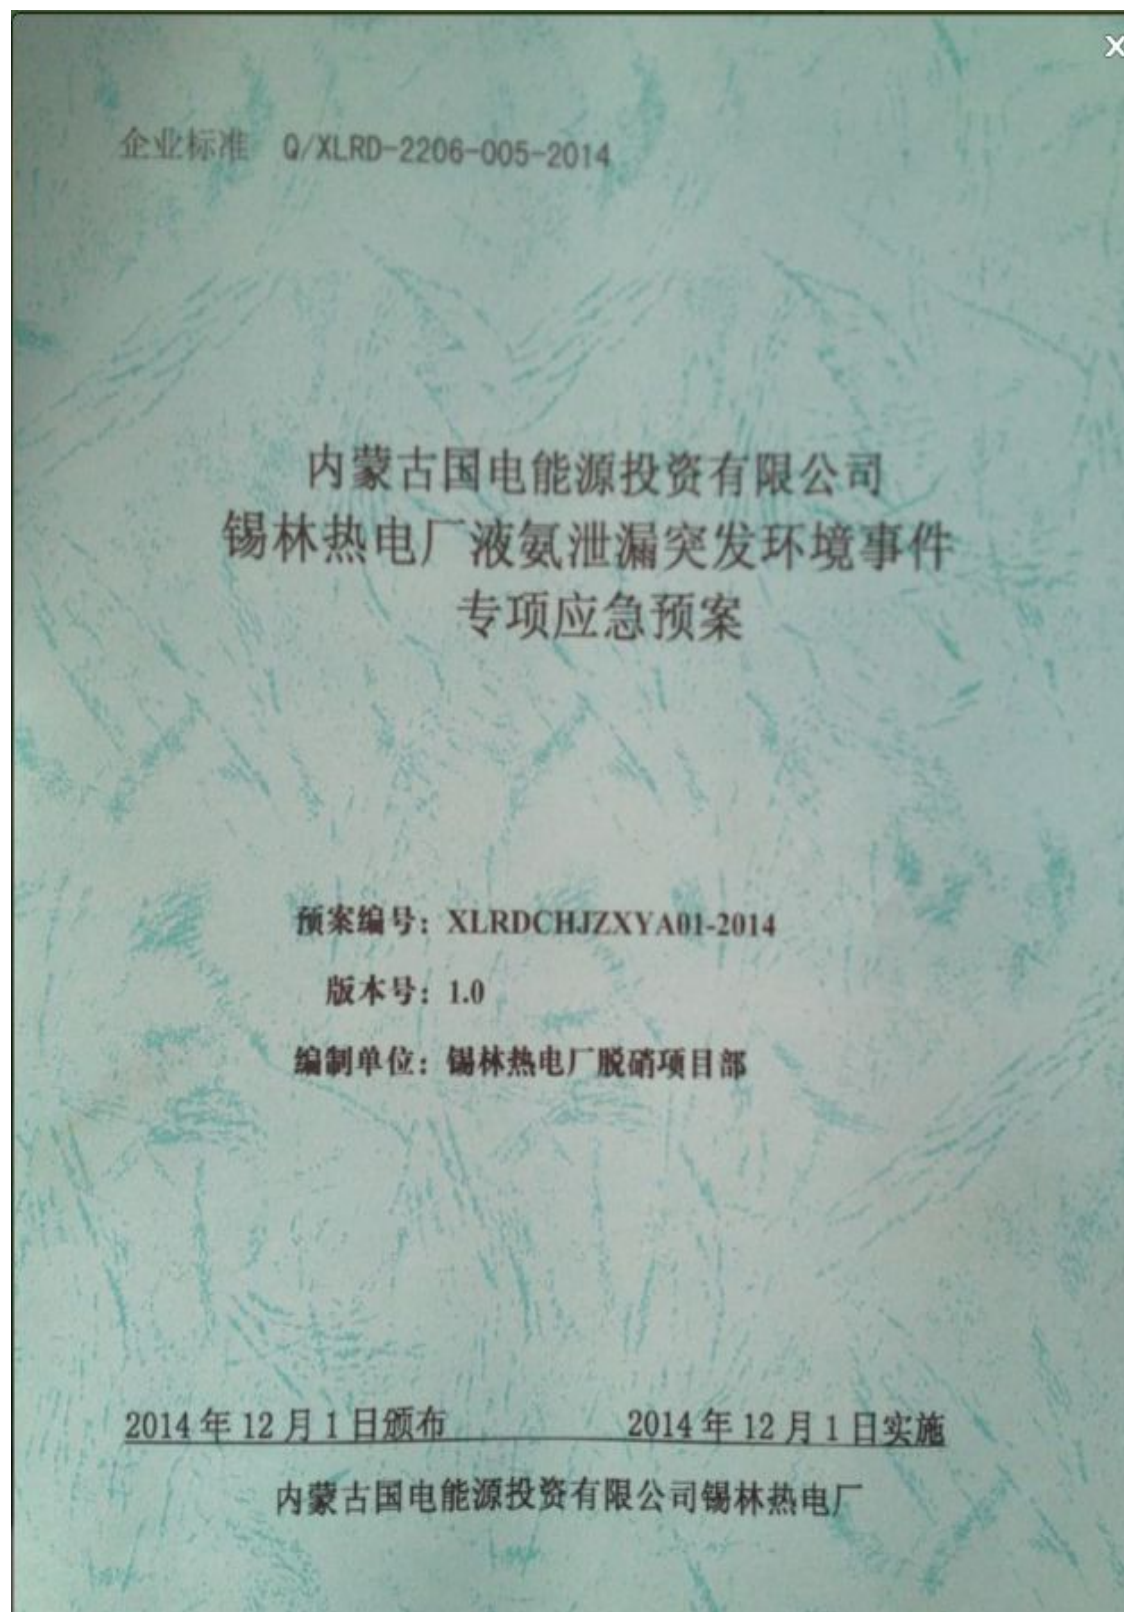 企业标准 Q/XLRD-2206-005-2014
内蒙古国电能源投资有限公司
锡林热电厂液氨泄漏突发环境事件
专项应急预案
预案编号：XLRDCHJZXYA01-2014
版本号：1.0
编制单位：锡林热电厂脱硝项目部
2014年12月1日颁布 2014年12月1日实施
内蒙古国电能源投资有限公司锡林热电厂